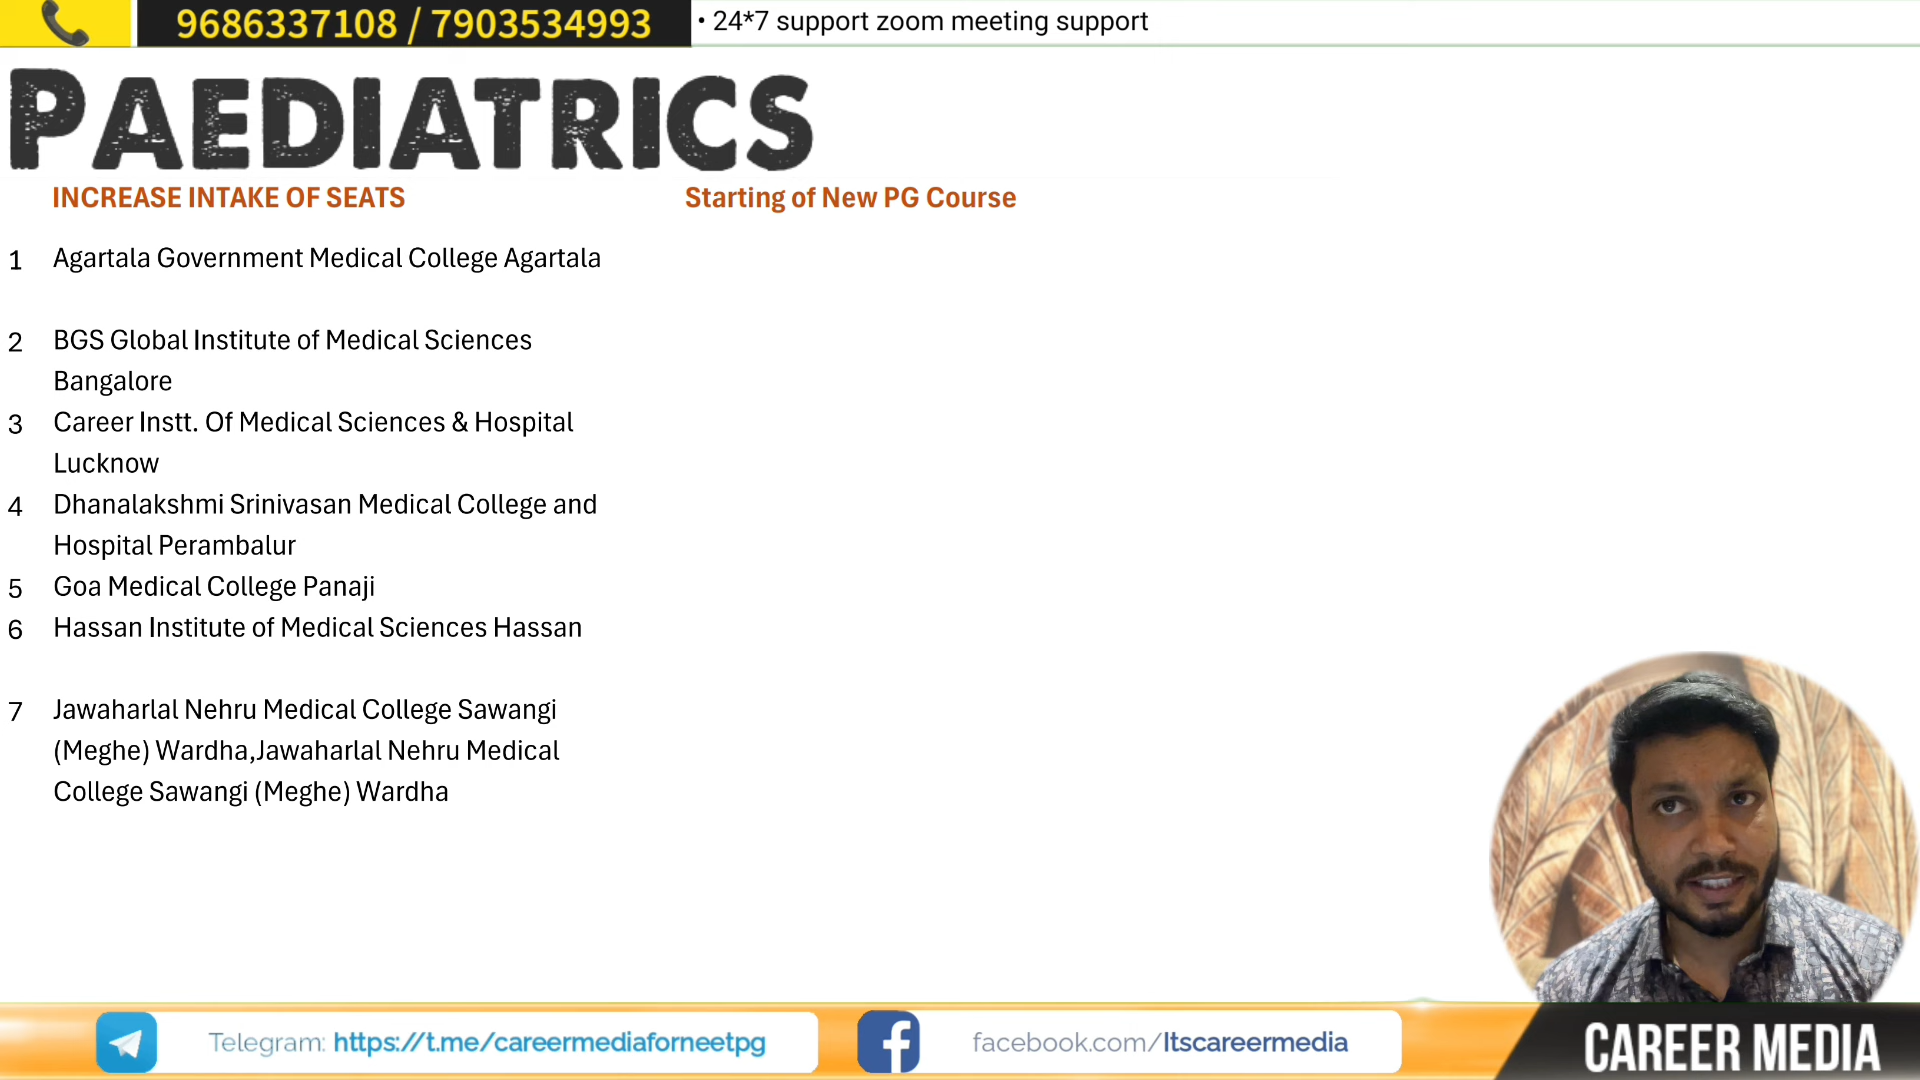 9686337108 / 7903534993
• 24*7 support zoom meeting support
PAEDIATRICS
INCREASE INTAKE OF SEATS
Starting of New PG Course
1 Agartala Government Medical College Agartala
2 BGS Global Institute of Medical Sciences
Bangalore
3 Career Instt. Of Medical Sciences & Hospital
Lucknow
4 Dhanalakshmi Srinivasan Medical College and
Hospital Perambalur
5 Goa Medical College Panaji
6 Hassan Institute of Medical Sciences Hassan
7 Jawaharlal Nehru Medical College Sawangi
(Meghe) Wardha,Jawaharlal Nehru Medical
College Sawangi (Meghe) Wardha
Telegram: https://t.me/careermediaforneetpg
facebook.com/Itscareermedia
CAREER MEDIA